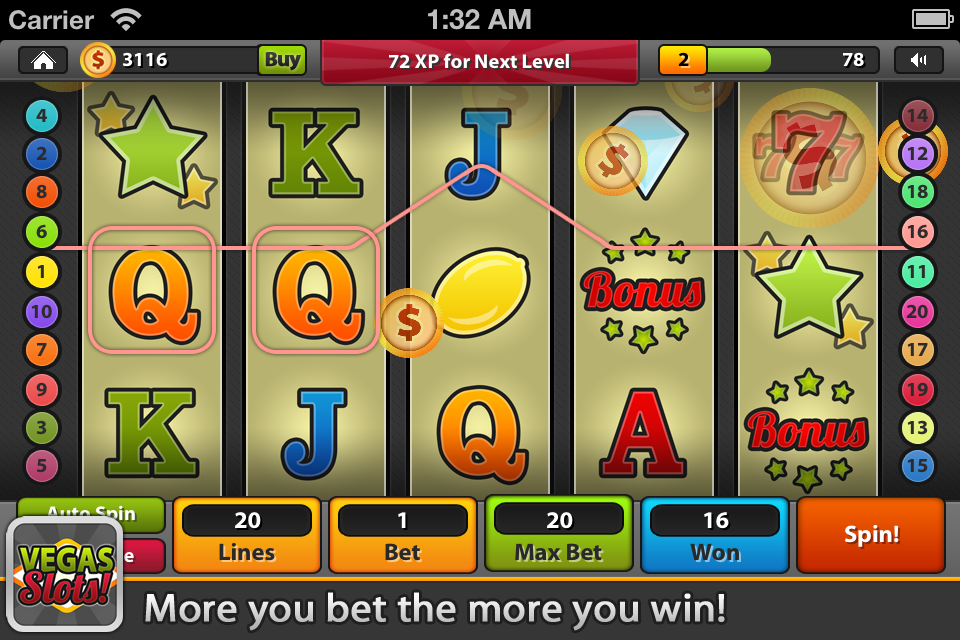 Carrier 1:32 AM
$ 3116 Buy 72 XP for Next Level 2 78
4 K J $ 777 14
2 12
8 18
6 16
1 Q Q $ Bonus 11
10 20
7 17
9 K J Q A Bonus 19
3 13
5 15
Auto Spin 20 1 20 16 Spin!
Lines Bet Max Bet Won
VEGAS
Slots!
More you bet the more you win!